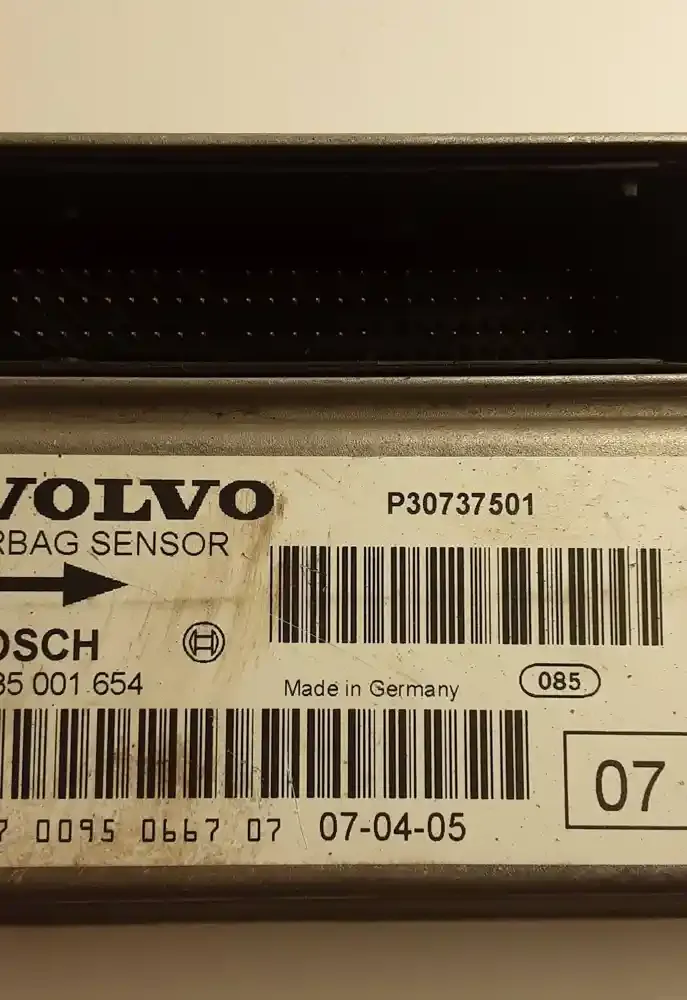 VOLVO
P30737501
RBAG SENSOR
OSCH
35 001 654
Made in Germany
085
07
7 0095 0667 07
07-04-05